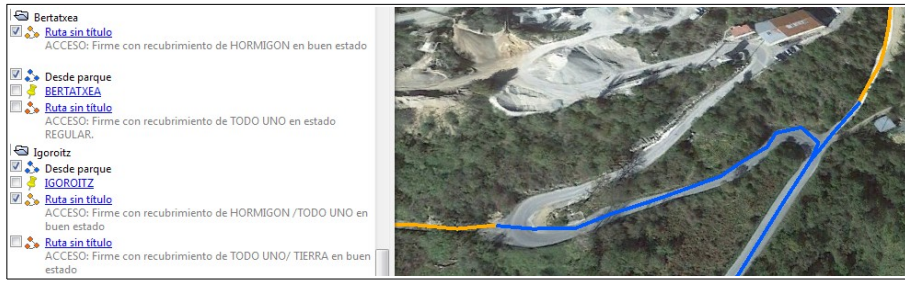 Bertatxea
Ruta sin título
ACCESO: Firme con recubrimiento de HORMIGON en buen estado
Desde parque
BERTATXEA
Ruta sin título
ACCESO: Firme con recubrimiento de TODO UNO en estado
REGULAR.
Igoroitz
Desde parque
IGOROITZ
Ruta sin título
ACCESO: Firme con recubrimiento de HORMIGON /TODO UNO en
buen estado
Ruta sin título
ACCESO: Firme con recubrimiento de TODO UNO/ TIERRA en buen
estado